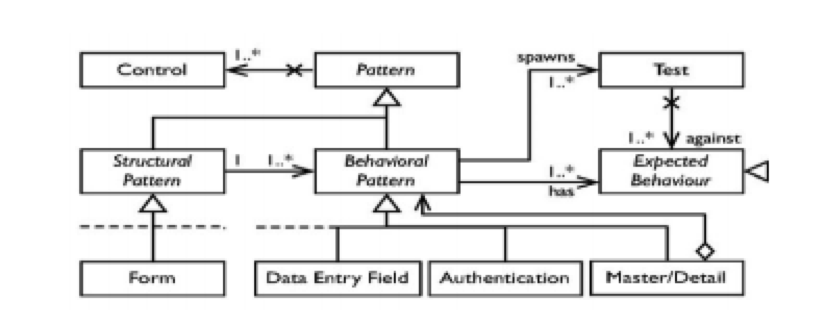 1..*
spawns
Control
Pattern
1..*
Test
1..*
against
Structural
Pattern
1
1..*
Behavioral
Pattern
1..*
has
Expected
Behaviour
Form
Data Entry Field
Authentication
Master/Detail